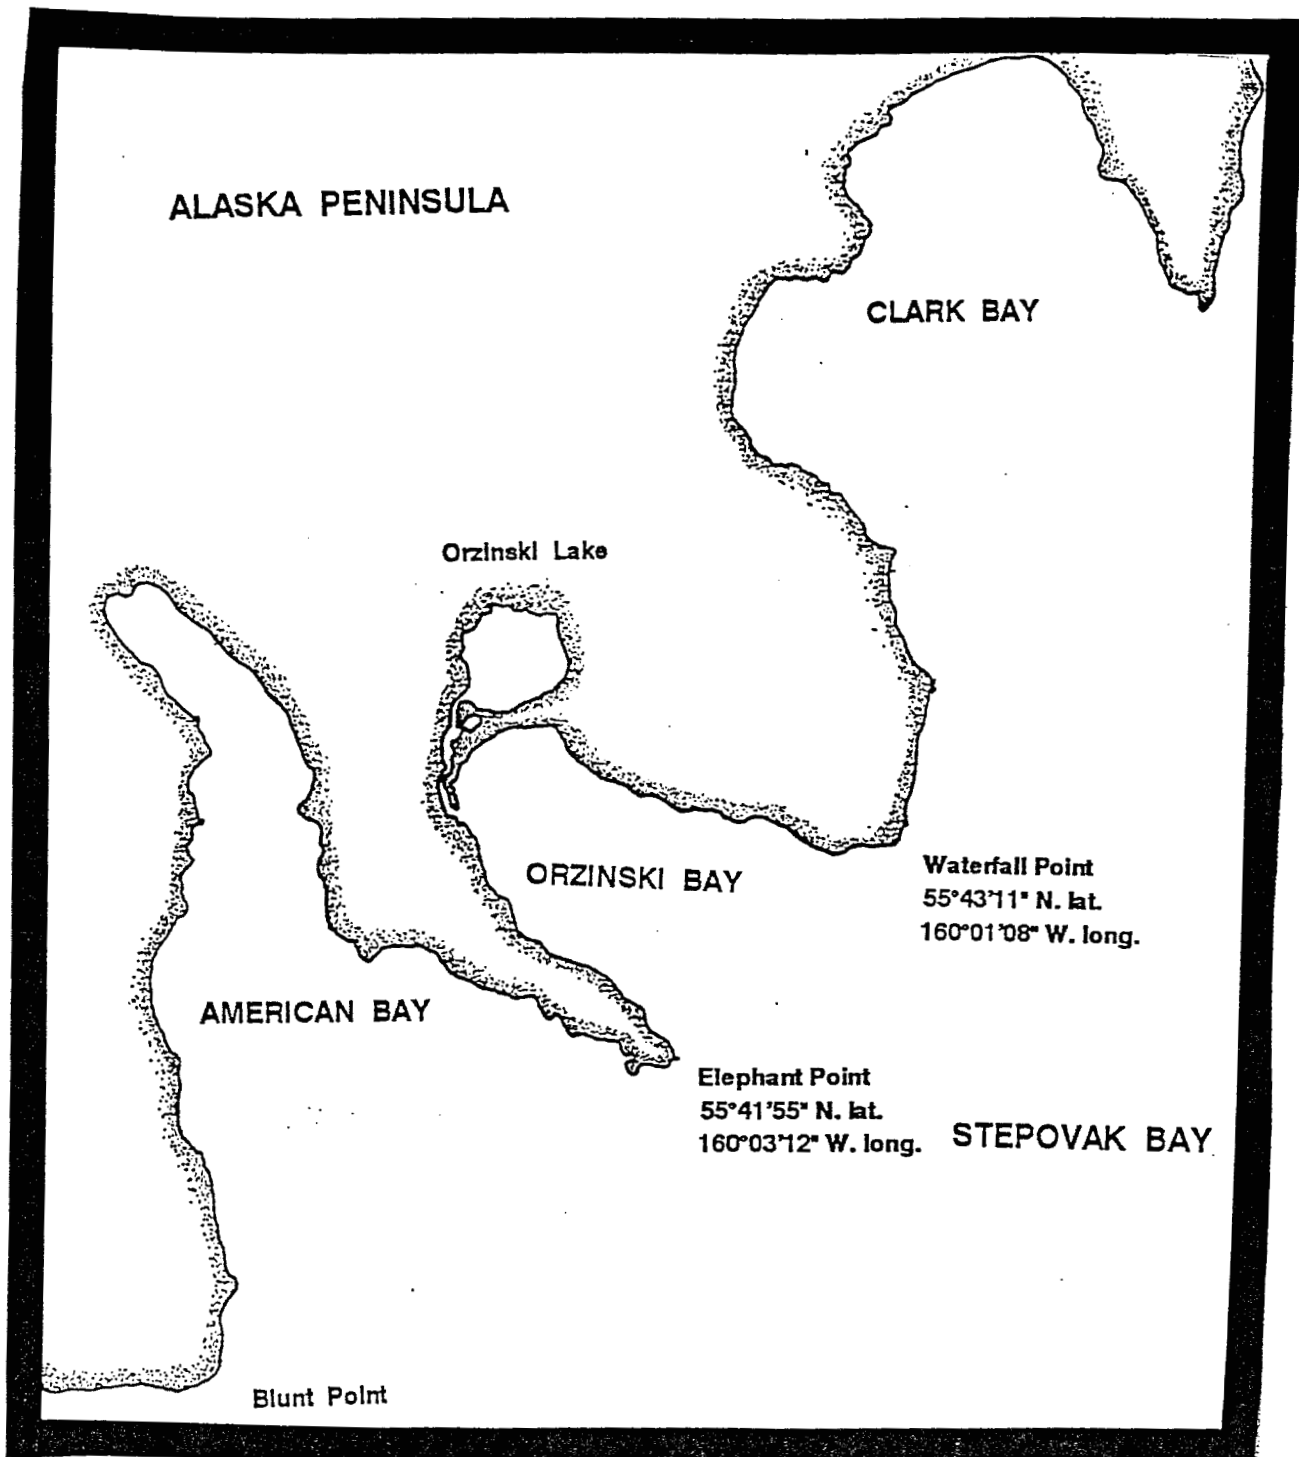 ALASKA PENINSULA
CLARK BAY
Orzinski Lake
ORZINSKI BAY
Waterfall Point
55°43'11" N. lat.
160°01'08" W. long.
AMERICAN BAY
Elephant Point
55°41'55" N. lat.
160°03'12" W. long.
STEPOVAK BAY
Blunt Point